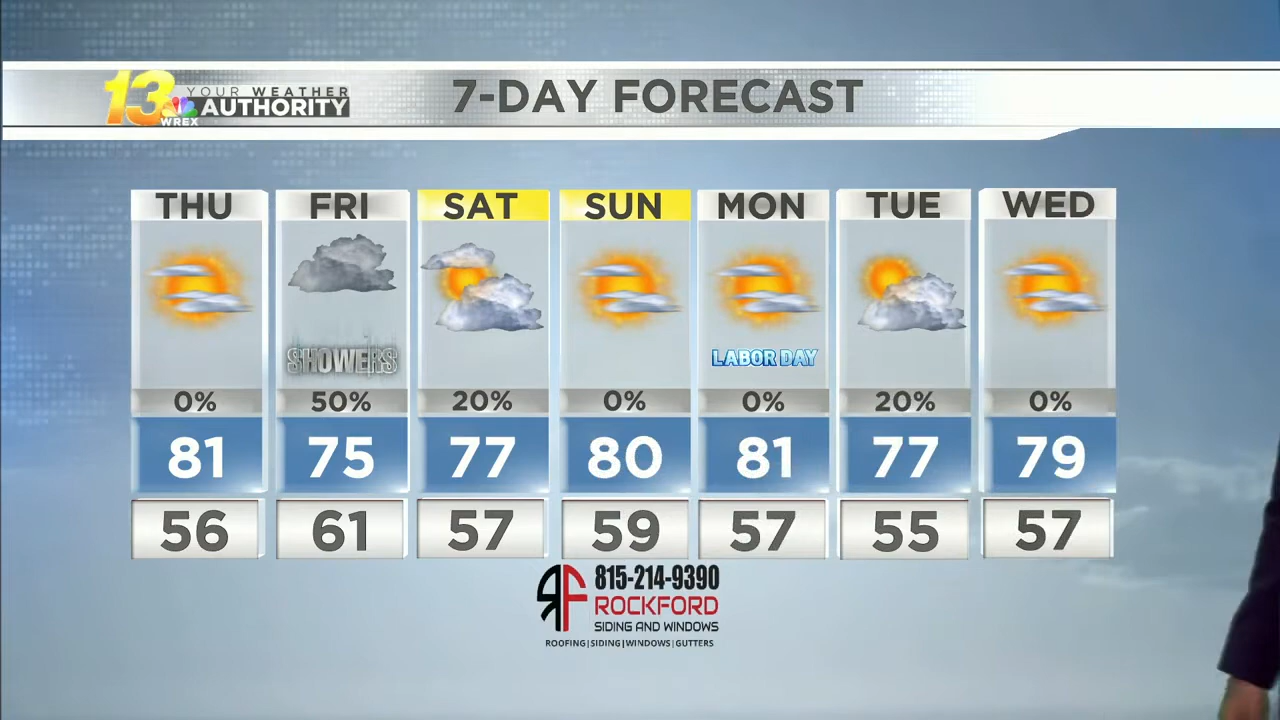 13 WREX
YOUR WEATHER
AUTHORITY
7-DAY FORECAST
THU FRI SAT SUN MON TUE WED
SHOWERS LABOR DAY
0% 50% 20% 0% 0% 20% 0%
81 75 77 80 81 77 79
56 61 57 59 57 55 57
RF
815-214-9390
ROCKFORD
SIDING AND WINDOWS
ROOFING|SIDING|WINDOWS|GUTTERS